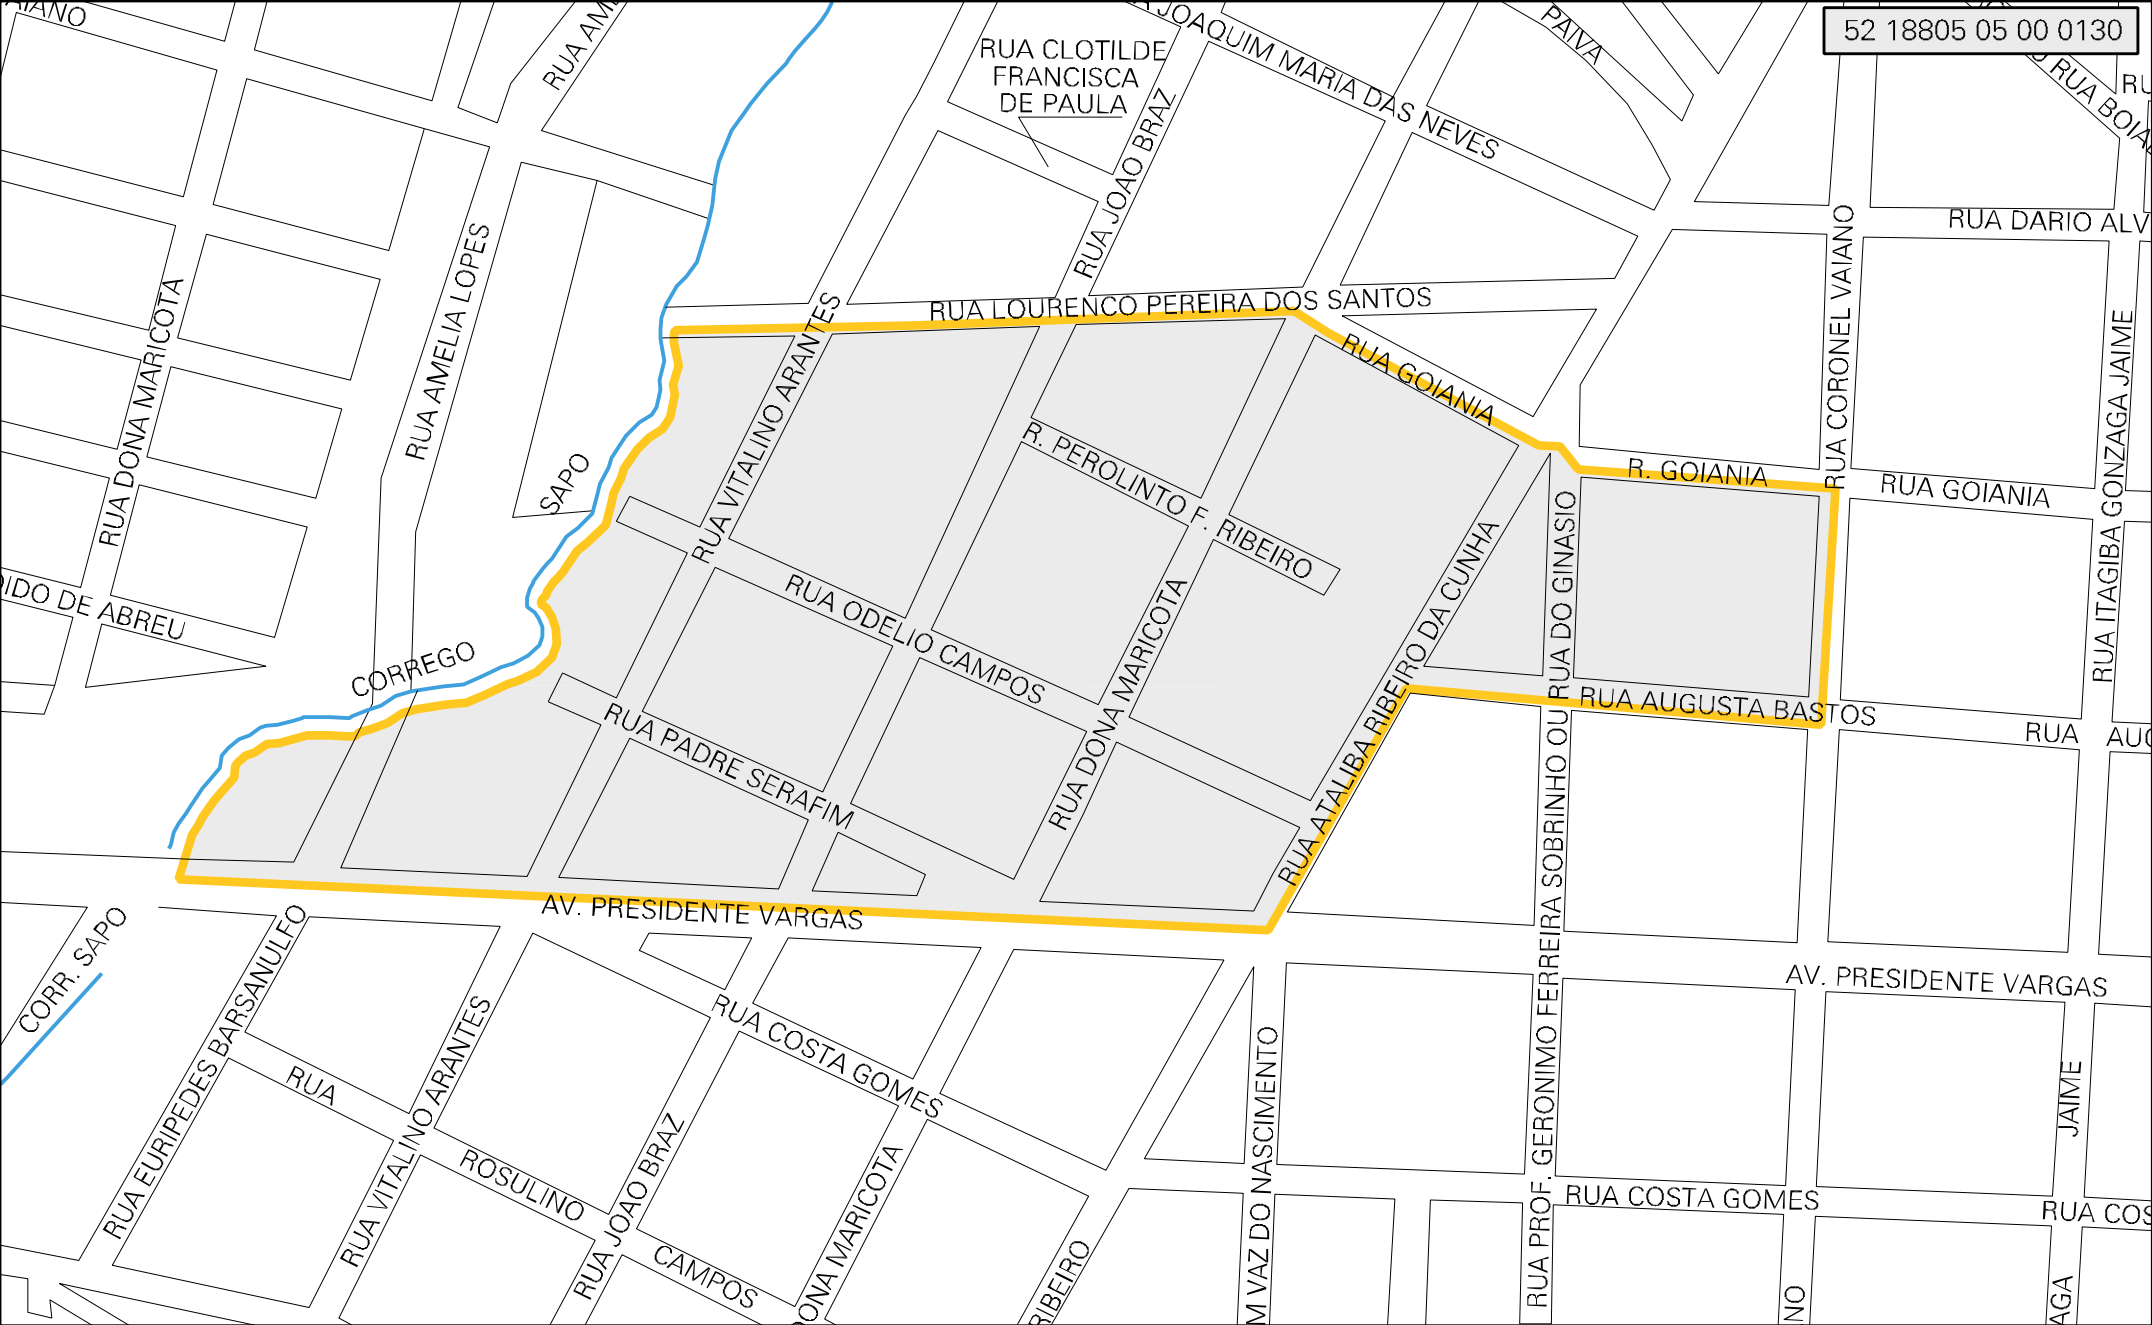 52 18805 05 00 0130
RUA CLOTILDE
FRANCISCA
DE PAULA
JOAQUIM MARIA DAS NEVES
PAIVA
RUA BOIA
RUA JOAO BRAZ
RUA DARIO ALV
RUA AMELIA LOPES
RUA DONA MARICOTA
RUA LOURENCO PEREIRA DOS SANTOS
RUA CORONEL VAIANO
RUA ITAGIBA GONZAGA JAIME
RUA VITALINO ARANTES
RUA GOIANIA
R. GOIANIA
RUA GOIANIA
SAPO
R. PEROLINTO F. RIBEIRO
RUA ODELIO CAMPOS
RUA DONA MARICOTA
RUA ATALIBA RIBEIRO DA CUNHA
RUA PROF. GERONIMO FERREIRA SOBRINHO OU RUA DO GINASIO
DIDO DE ABREU
CORREGO
RUA PADRE SERAFIM
RUA AUGUSTA BASTOS
RUA AUG
AV. PRESIDENTE VARGAS
AV. PRESIDENTE VARGAS
CORR. SAPO
RUA EURIPEDES BARSANULFO
RUA VITALINO ARANTES
RUA COSTA GOMES
RUA ROSULINO CAMPOS
RUA JOAO BRAZ
DONA MARICOTA
RIBEIRO
M VAZ DO NASCIMENTO
JAIME
RUA COSTA GOMES
RUA COS
NO
AGA